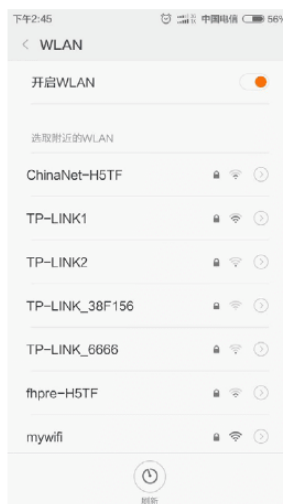 下午2:45 中国电信 56%
WLAN
开启WLAN
选取附近的WLAN
ChinaNet-H5TF
TP-LINK1
TP-LINK2
TP-LINK_38F156
TP-LINK_6666
fhpre-H5TF
mywifi
刷新